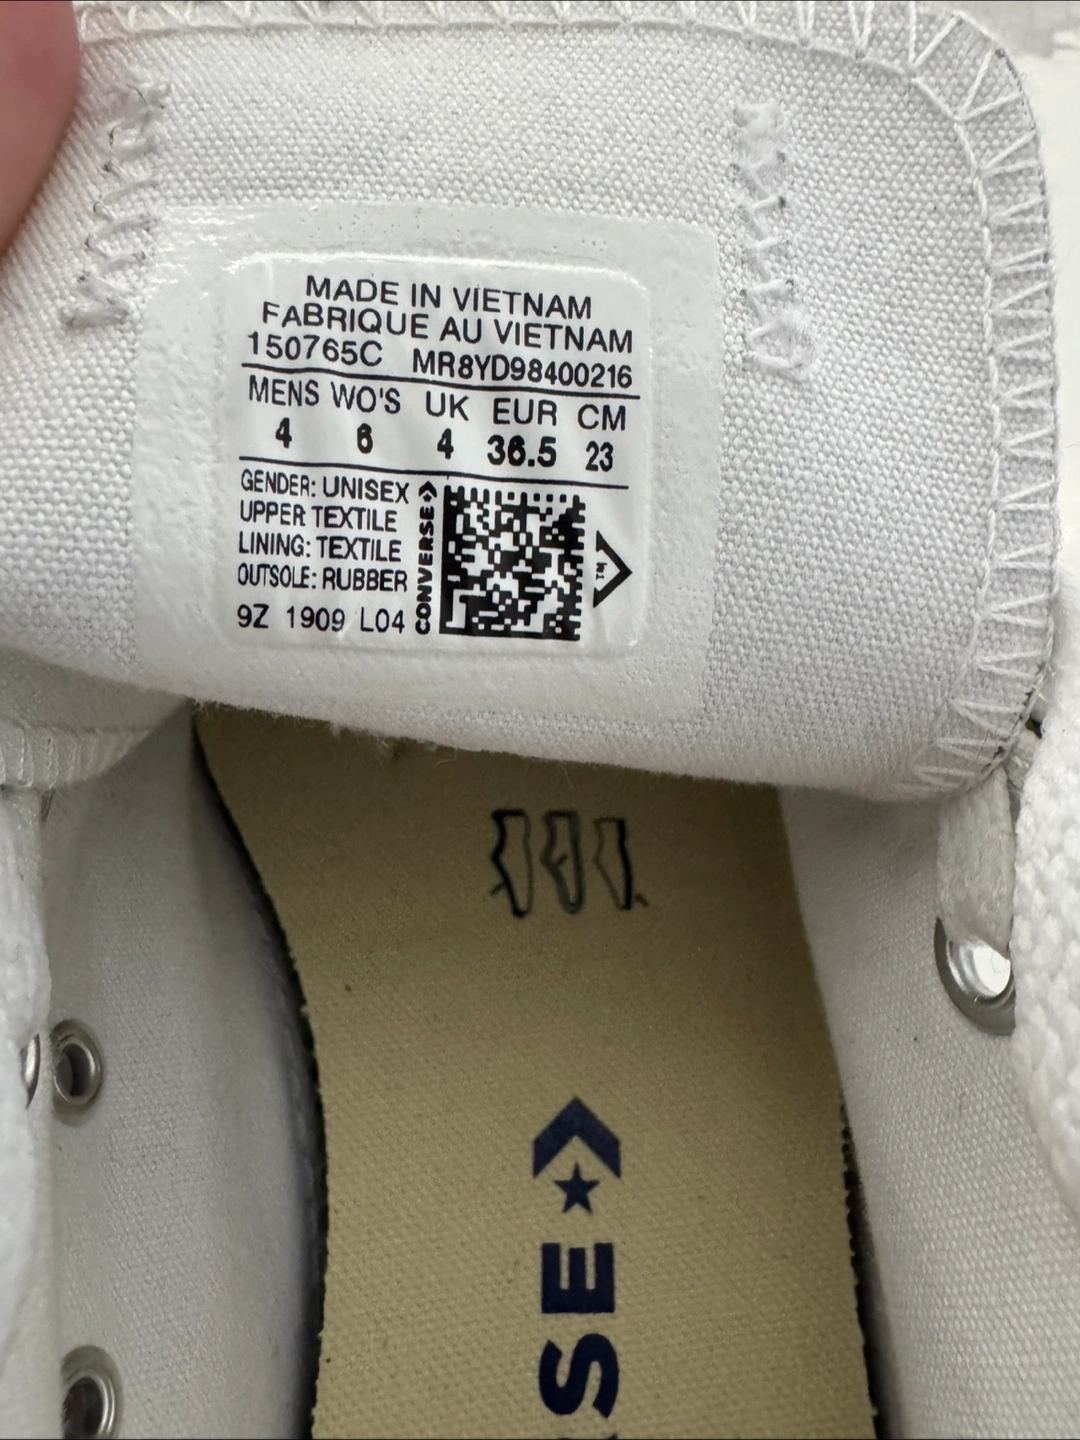 MADE IN VIETNAM
FABRIQUE AU VIETNAM
150765C MR8YD98400216
MENS WO'S UK EUR CM
4 6 4 36.5 23
GENDER: UNISEX
UPPER TEXTILE
LINING: TEXTILE
OUTSOLE: RUBBER
9Z 1909 L04
CONVERSE
RSE